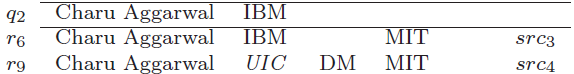 q2 Charu Aggarwal IBM
r6 Charu Aggarwal IBM MIT src3
r9 Charu Aggarwal UIC DM MIT src4